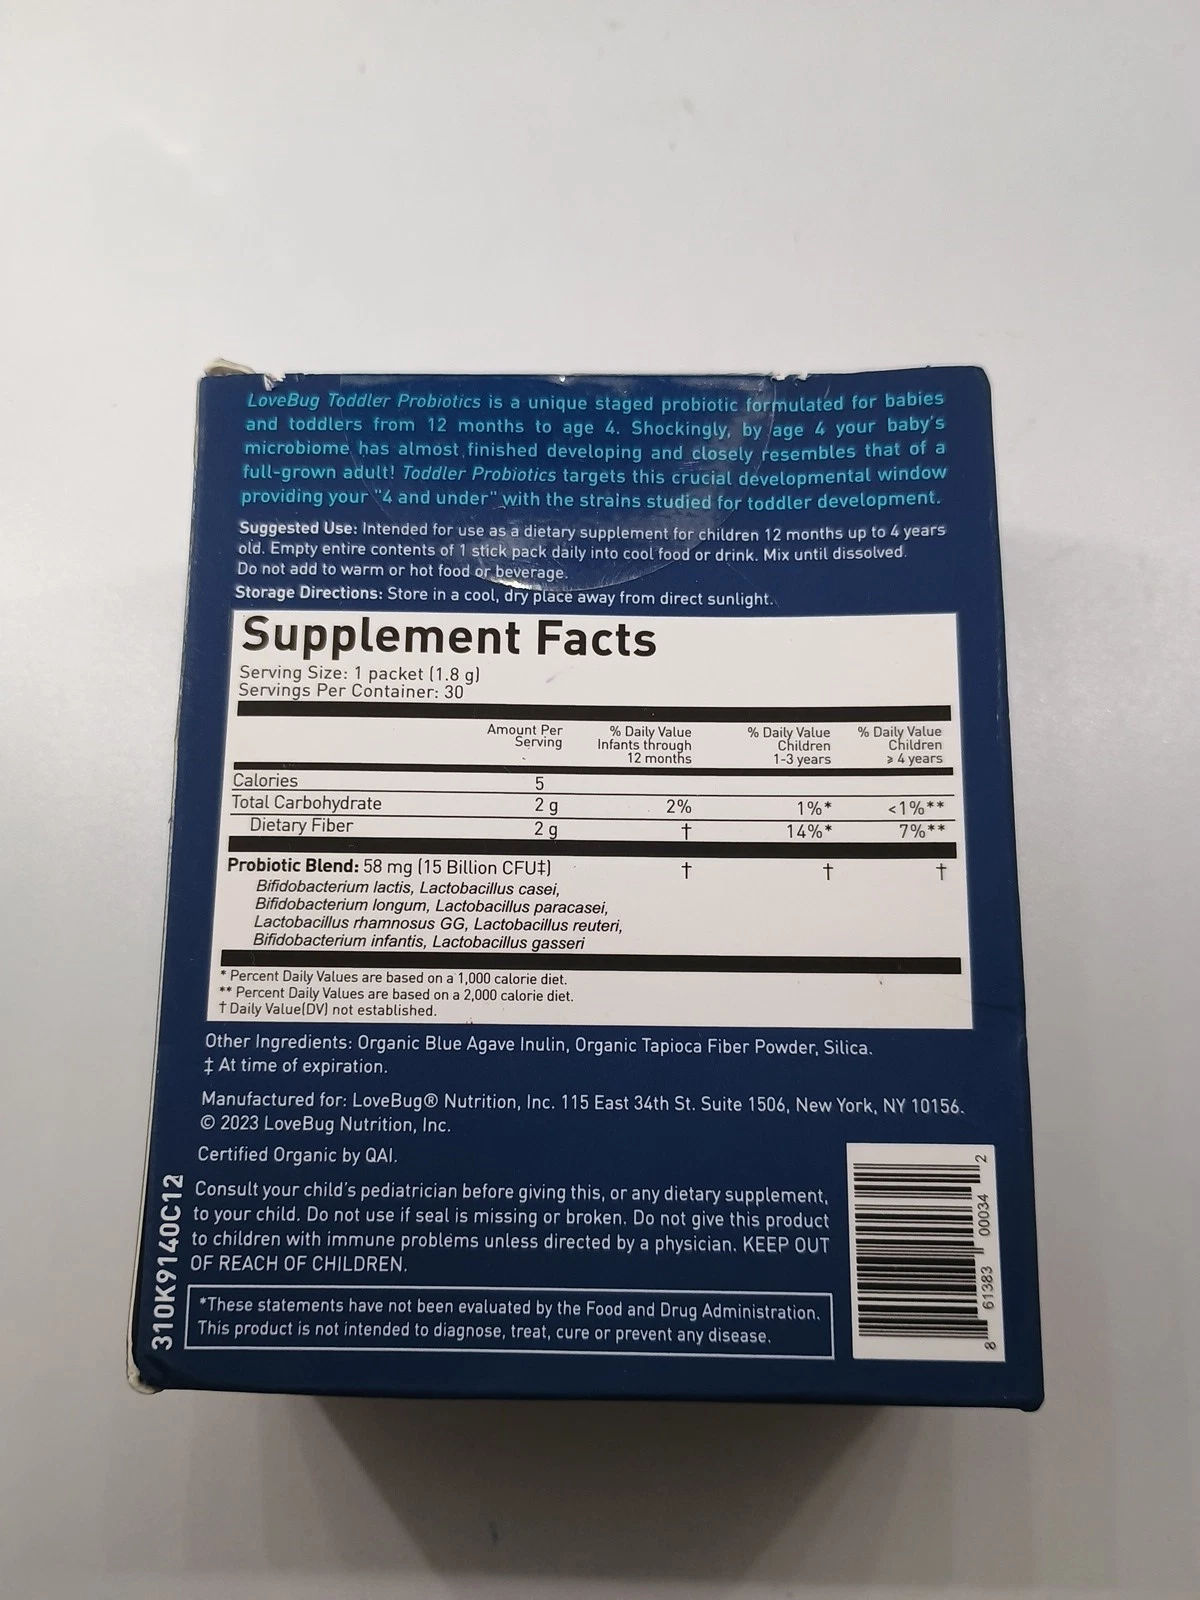 LoveBug Toddler Probiotics is a unique staged probiotic formulated for babies
and toddlers from 12 months to age 4. Shockingly, by age 4 your baby's
microbiome has almost finished developing and closely resembles that of a
full-grown adult! Toddler Probiotics targets this crucial developmental window
providing your "4 and under" with the strains studied for toddler development.
Suggested Use: Intended for use as a dietary supplement for children 12 months up to 4 years
old. Empty entire contents of 1 stick pack daily into cool food or drink. Mix until dissolved.
Do not add to warm or hot food or beverage.
Storage Directions: Store in a cool, dry place away from direct sunlight.
Supplement Facts
Serving Size: 1 packet (1.8 g)
Servings Per Container: 30
Amount Per % Daily Value % Daily Value % Daily Value
Serving Infants through Children Children
12 months 1-3 years ≥ 4 years
Calories 5
Total Carbohydrate 2 g 2% 1%* <1%**
Dietary Fiber 2 g † 14%* 7%**
Probiotic Blend: 58 mg (15 Billion CFU‡) † † †
Bifidobacterium lactis, Lactobacillus casei,
Bifidobacterium longum, Lactobacillus paracasei,
Lactobacillus rhamnosus GG, Lactobacillus reuteri,
Bifidobacterium infantis, Lactobacillus gasseri
* Percent Daily Values are based on a 1,000 calorie diet.
** Percent Daily Values are based on a 2,000 calorie diet.
† Daily Value(DV) not established.
Other Ingredients: Organic Blue Agave Inulin, Organic Tapioca Fiber Powder, Silica.
‡ At time of expiration.
Manufactured for: LoveBug® Nutrition, Inc. 115 East 34th St. Suite 1506, New York, NY 10156.
© 2023 LoveBug Nutrition, Inc.
Certified Organic by QAI.
Consult your child's pediatrician before giving this, or any dietary supplement,
to your child. Do not use if seal is missing or broken. Do not give this product
to children with immune problems unless directed by a physician. KEEP OUT
OF REACH OF CHILDREN.
*These statements have not been evaluated by the Food and Drug Administration.
This product is not intended to diagnose, treat, cure or prevent any disease.
310K9140C12
8 61383 00034 2